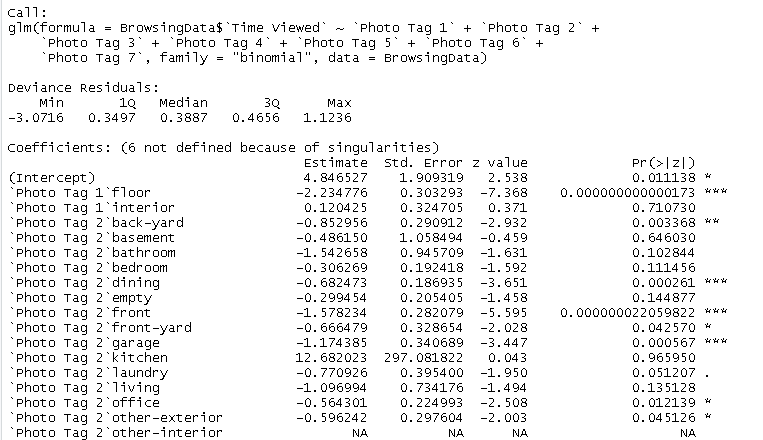 Call:
glm(formula = BrowsingData$`Time Viewed` ~ `Photo Tag 1` + `Photo Tag 2` +
    `Photo Tag 3` + `Photo Tag 4` + `Photo Tag 5` + `Photo Tag 6` +
    `Photo Tag 7`, family = "binomial", data = BrowsingData)
Deviance Residuals:
Min 1Q Median 3Q Max
-3.0716 0.3497 0.3887 0.4656 1.1236
Coefficients: (6 not defined because of singularities)
Estimate Std. Error z value Pr(>|z|)
(Intercept) 4.846527 1.909319 2.538 0.011138 *
`Photo Tag 1`floor -2.234776 0.303293 -7.368 0.000000000000173 ***
`Photo Tag 1`interior 0.120425 0.324705 0.371 0.710730
`Photo Tag 2`back-yard -0.852956 0.290912 -2.932 0.003368 **
`Photo Tag 2`basement -0.486150 1.058494 -0.459 0.646030
`Photo Tag 2`bathroom -1.542658 0.945709 -1.631 0.102844
`Photo Tag 2`bedroom -0.306269 0.192418 -1.592 0.111456
`Photo Tag 2`dining -0.682473 0.186935 -3.651 0.000261 ***
`Photo Tag 2`empty -0.299454 0.205405 -1.458 0.144877
`Photo Tag 2`front -1.578234 0.282079 -5.595 0.000000022059822 ***
`Photo Tag 2`front-yard -0.666479 0.328654 -2.028 0.042570 *
`Photo Tag 2`garage -1.174385 0.340689 -3.447 0.000567 ***
`Photo Tag 2`kitchen 12.682023 297.081822 0.043 0.965950
`Photo Tag 2`laundry -0.770926 0.395400 -1.950 0.051207 .
`Photo Tag 2`living -1.096994 0.734176 -1.494 0.135128
`Photo Tag 2`office -0.564301 0.224993 -2.508 0.012139 *
`Photo Tag 2`other-exterior -0.596242 0.297604 -2.003 0.045126 *
`Photo Tag 2`other-interior NA NA NA NA